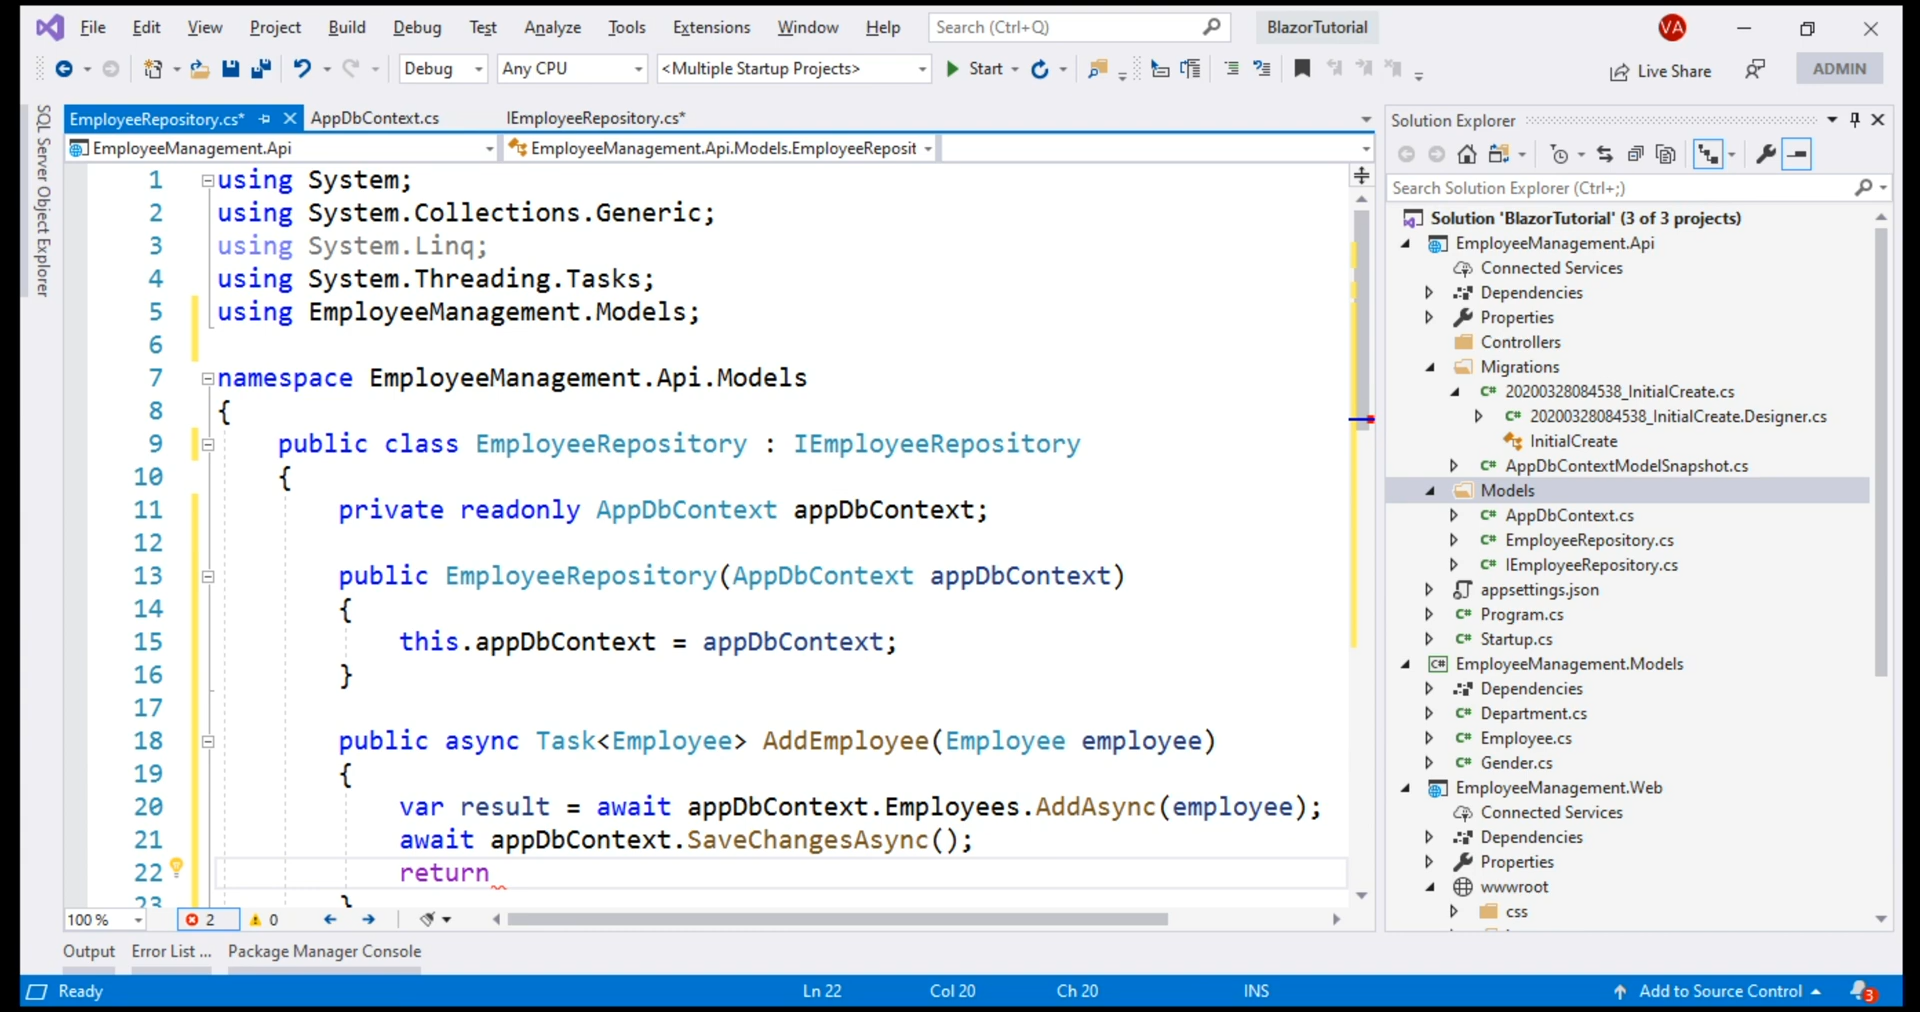 File Edit View Project Build Debug Test Analyze Tools Extensions Window Help Search (Ctrl+Q) BlazorTutorial VA
Debug Any CPU <Multiple Startup Projects> Start Live Share ADMIN
SQL Server Object Explorer
EmployeeRepository.cs* AppDbContext.cs IEmployeeRepository.cs*
EmployeeManagement.Api EmployeeManagement.Api.Models.EmployeeReposit
1 using System;
2 using System.Collections.Generic;
3 using System.Linq;
4 using System.Threading.Tasks;
5 using EmployeeManagement.Models;
6
7 namespace EmployeeManagement.Api.Models
8 {
9 public class EmployeeRepository : IEmployeeRepository
10 {
11 private readonly AppDbContext appDbContext;
12
13 public EmployeeRepository(AppDbContext appDbContext)
14 {
15 this.appDbContext = appDbContext;
16 }
17
18 public async Task<Employee> AddEmployee(Employee employee)
19 {
20 var result = await appDbContext.Employees.AddAsync(employee);
21 await appDbContext.SaveChangesAsync();
22 return
23 }
100 % 2 0
Output Error List ... Package Manager Console
Solution Explorer
Search Solution Explorer (Ctrl+;)
Solution 'BlazorTutorial' (3 of 3 projects)
EmployeeManagement.Api
Connected Services
Dependencies
Properties
Controllers
Migrations
C# 20200328084538_InitialCreate.cs
C# 20200328084538_InitialCreate.Designer.cs
InitialCreate
C# AppDbContextModelSnapshot.cs
Models
C# AppDbContext.cs
C# EmployeeRepository.cs
C# IEmployeeRepository.cs
appsettings.json
C# Program.cs
C# Startup.cs
C# EmployeeManagement.Models
Dependencies
C# Department.cs
C# Employee.cs
C# Gender.cs
EmployeeManagement.Web
Connected Services
Dependencies
Properties
wwwroot
css
Ready Ln 22 Col 20 Ch 20 INS Add to Source Control 3